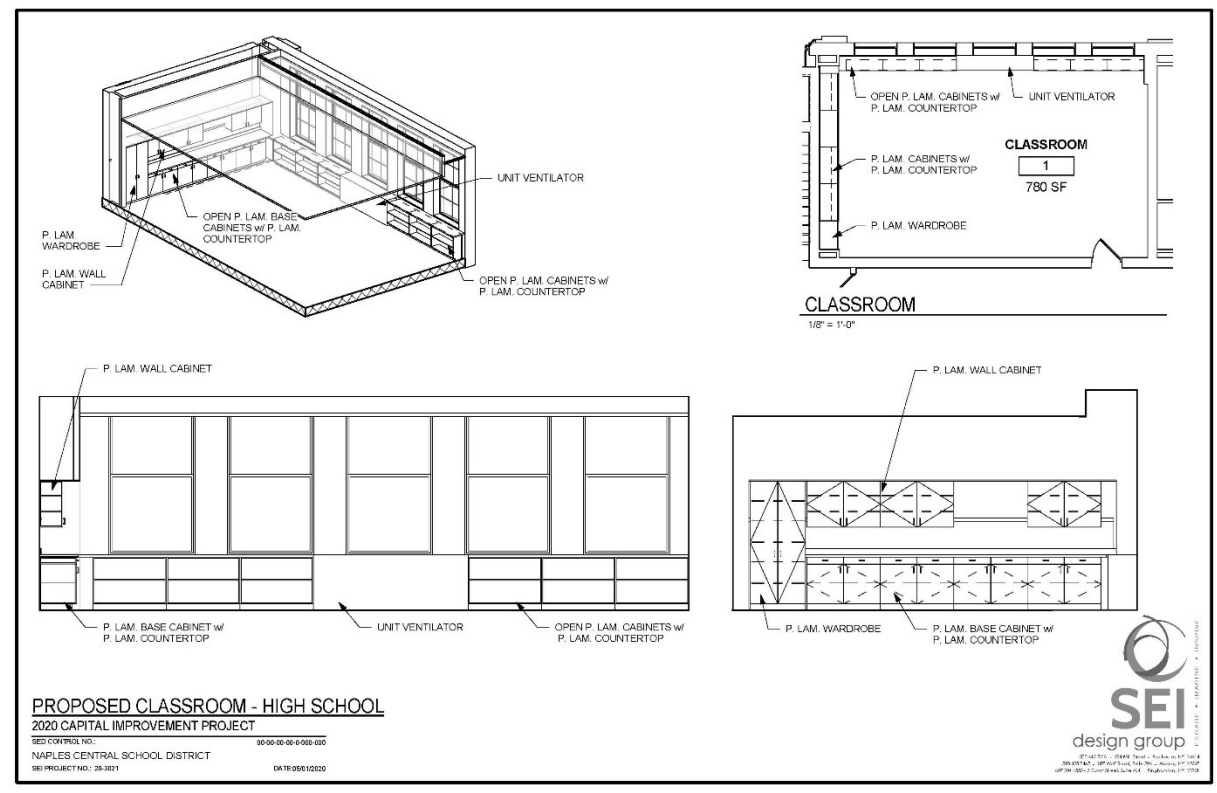 UNIT VENTILATOR
OPEN P. LAM. BASE
CABINETS w/ P. LAM.
COUNTERTOP
P. LAM.
WARDROBE
P. LAM. WALL
CABINET
OPEN P. LAM. CABINETS w/
P. LAM. COUNTERTOP
OPEN P. LAM. CABINETS w/
P. LAM. COUNTERTOP
UNIT VENTILATOR
CLASSROOM
1
780 SF
P. LAM. CABINETS w/
P. LAM. COUNTERTOP
P. LAM. WARDROBE
CLASSROOM
1/8" = 1'-0"
P. LAM. WALL CABINET
P. LAM. BASE CABINET w/
P. LAM. COUNTERTOP
UNIT VENTILATOR
OPEN P. LAM. CABINETS w/
P. LAM. COUNTERTOP
P. LAM. WALL CABINET
P. LAM. WARDROBE
P. LAM. BASE CABINET w/
P. LAM. COUNTERTOP
PROPOSED CLASSROOM - HIGH SCHOOL
2020 CAPITAL IMPROVEMENT PROJECT
SED CONTROL NO.: 00-00-00-00-0-000-000
NAPLES CENTRAL SCHOOL DISTRICT
SEI PROJECT NO.: 20-3021 DATE 05/01/2020
SEI
design group
ENGAGE • IMAGINE • INSPIRE